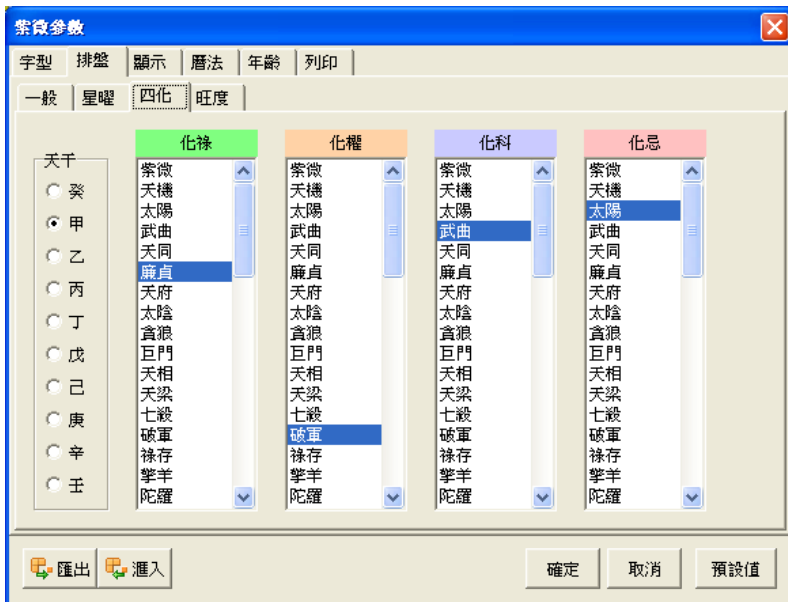 紫微參數
字型 排盤 顯示 曆法 年齡 列印
一般 星曜 四化 旺度
天干
癸
甲
乙
丙
丁
戊
己
庚
辛
壬
化祿
紫微
天機
太陽
武曲
天同
廉貞
天府
太陰
貪狼
巨門
天相
天梁
七殺
破軍
祿存
擎羊
陀羅
化權
紫微
天機
太陽
武曲
天同
廉貞
天府
太陰
貪狼
巨門
天相
天梁
七殺
破軍
祿存
擎羊
陀羅
化科
紫微
天機
太陽
武曲
天同
廉貞
天府
太陰
貪狼
巨門
天相
天梁
七殺
破軍
祿存
擎羊
陀羅
化忌
紫微
天機
太陽
武曲
天同
廉貞
天府
太陰
貪狼
巨門
天相
天梁
七殺
破軍
祿存
擎羊
陀羅
匯出 滙入 確定 取消 預設值